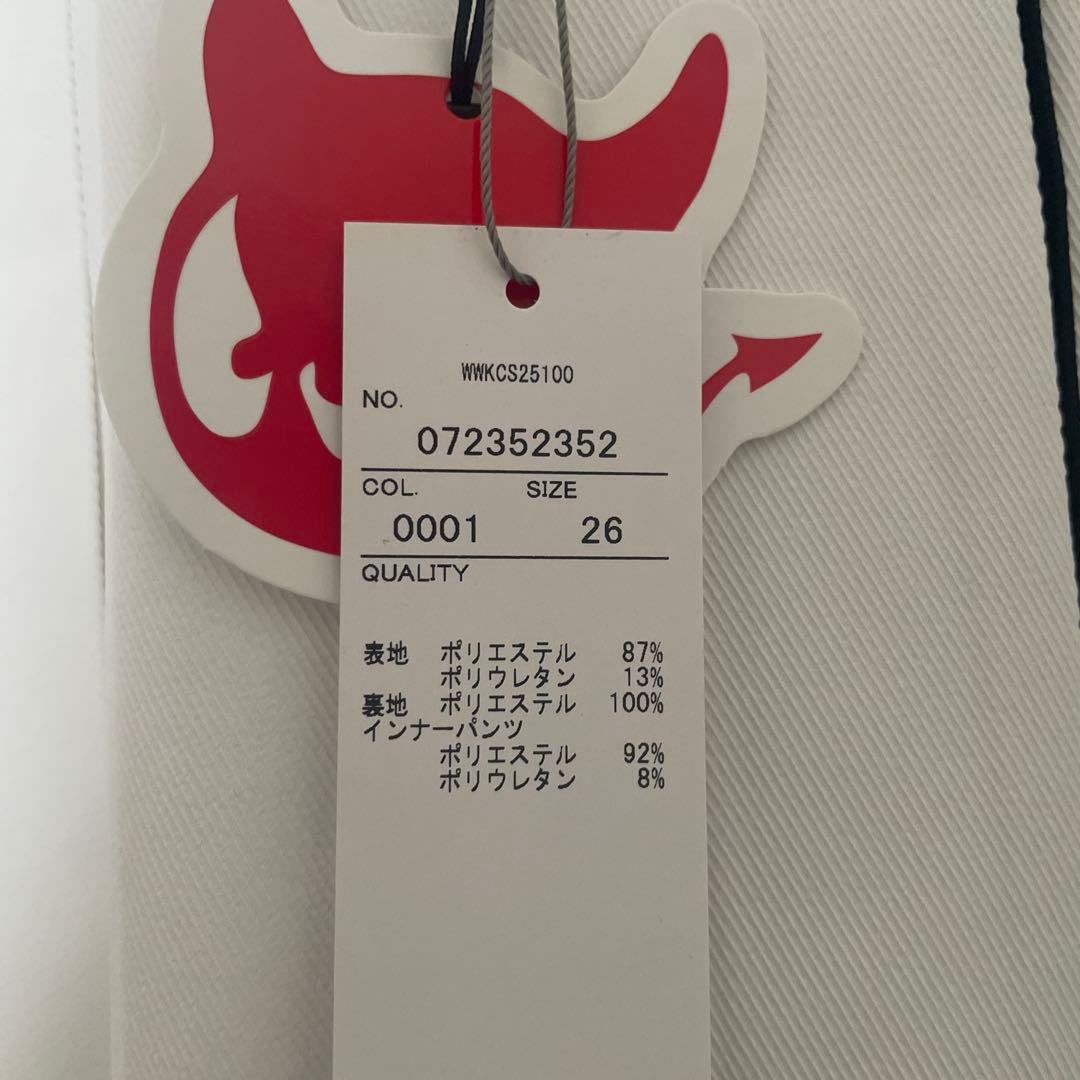 WWKCS25100
NO.
072352352
COL. SIZE
0001 26
QUALITY
表地 ポリエステル 87%
ポリウレタン 13%
裏地 ポリエステル 100%
インナーパンツ
ポリエステル 92%
ポリウレタン 8%